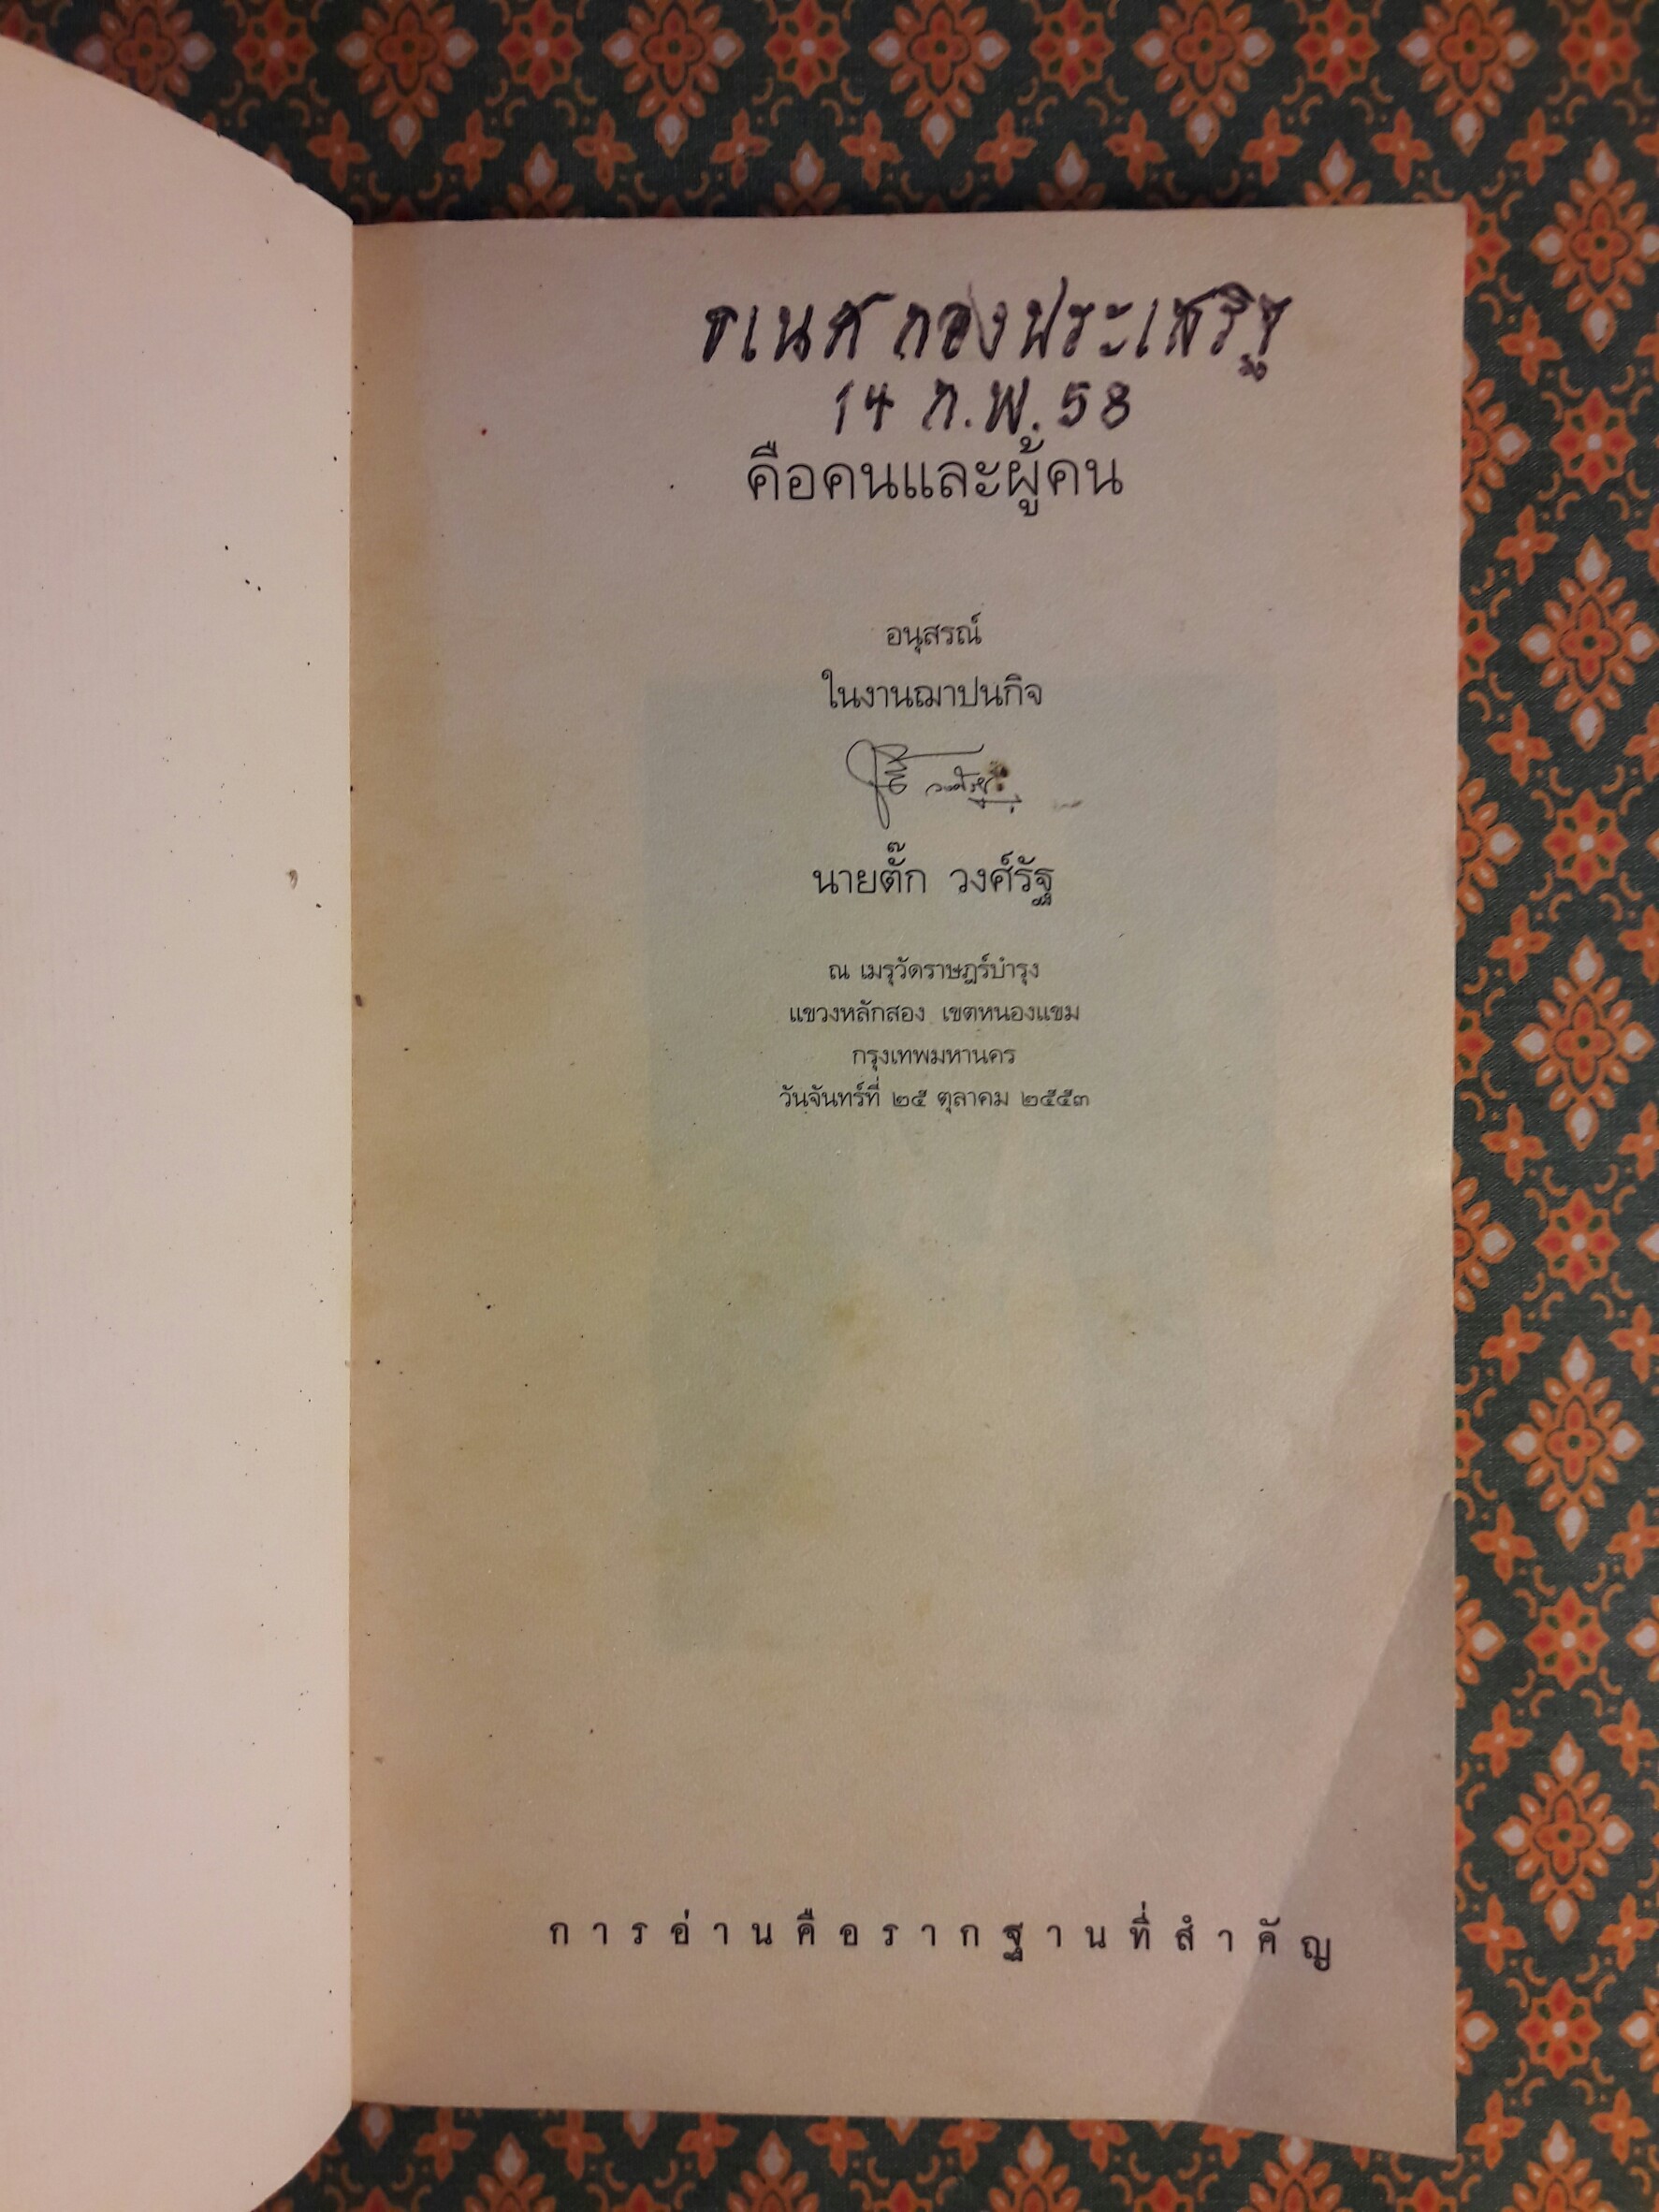 ธเนศ กองประเสริฐ
14 ก.พ. 58
คือคนและผู้คน
อนุสรณ์
ในงานฌาปนกิจ
นายตั๊ก วงศ์รัฐ
ณ เมรุวัดราษฎร์บำรุง
แขวงหลักสอง เขตหนองแขม
กรุงเทพมหานคร
วันจันทร์ที่ ๒๕ ตุลาคม ๒๕๕๓
การอ่านคือรากฐานที่สำคัญ